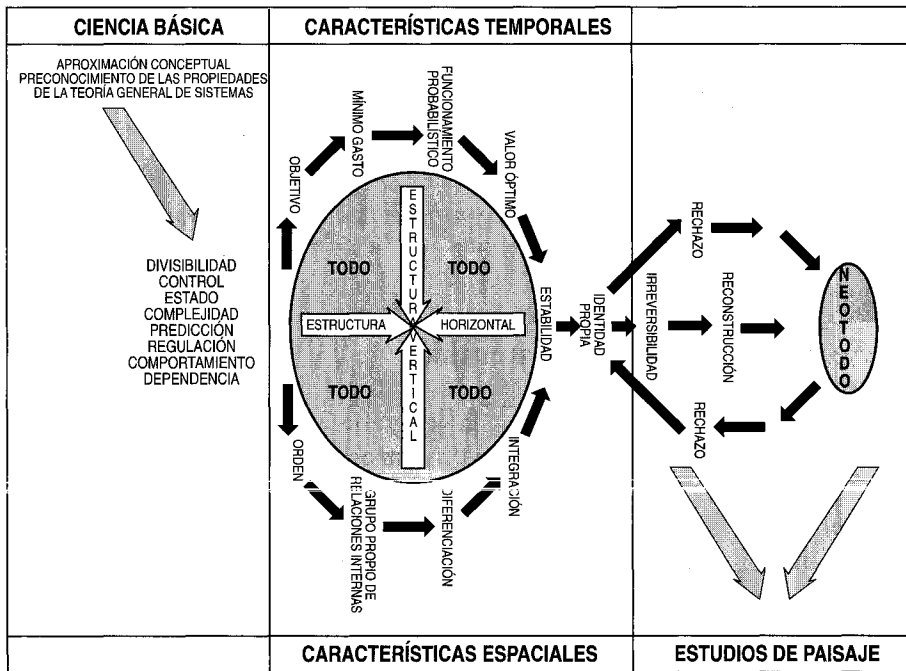 CIENCIA BÁSICA
CARACTERÍSTICAS TEMPORALES
APROXIMACIÓN CONCEPTUAL
PRECONOCIMIENTO DE LAS PROPIEDADES
DE LA TEORÍA GENERAL DE SISTEMAS
DIVISIBILIDAD
CONTROL
ESTADO
COMPLEJIDAD
PREDICCIÓN
REGULACIÓN
COMPORTAMIENTO
DEPENDENCIA
OBJETIVO
MÍNIMO GASTO
FUNCIONAMIENTO
PROBABILÍSTICO
VALOR ÓPTIMO
TODO
TODO
ESTRUCTURA VERTICAL
ESTRUCTURA
HORIZONTAL
TODO
TODO
ORDEN
GRUPO PROPIO DE
RELACIONES INTERNAS
DIFERENCIACIÓN
INTEGRACIÓN
ESTABILIDAD
IDENTIDAD
PROPIA
IRREVERSIBILIDAD
RECHAZO
RECONSTRUCCIÓN
RECHAZO
NEOTODO
CARACTERÍSTICAS ESPACIALES
ESTUDIOS DE PAISAJE